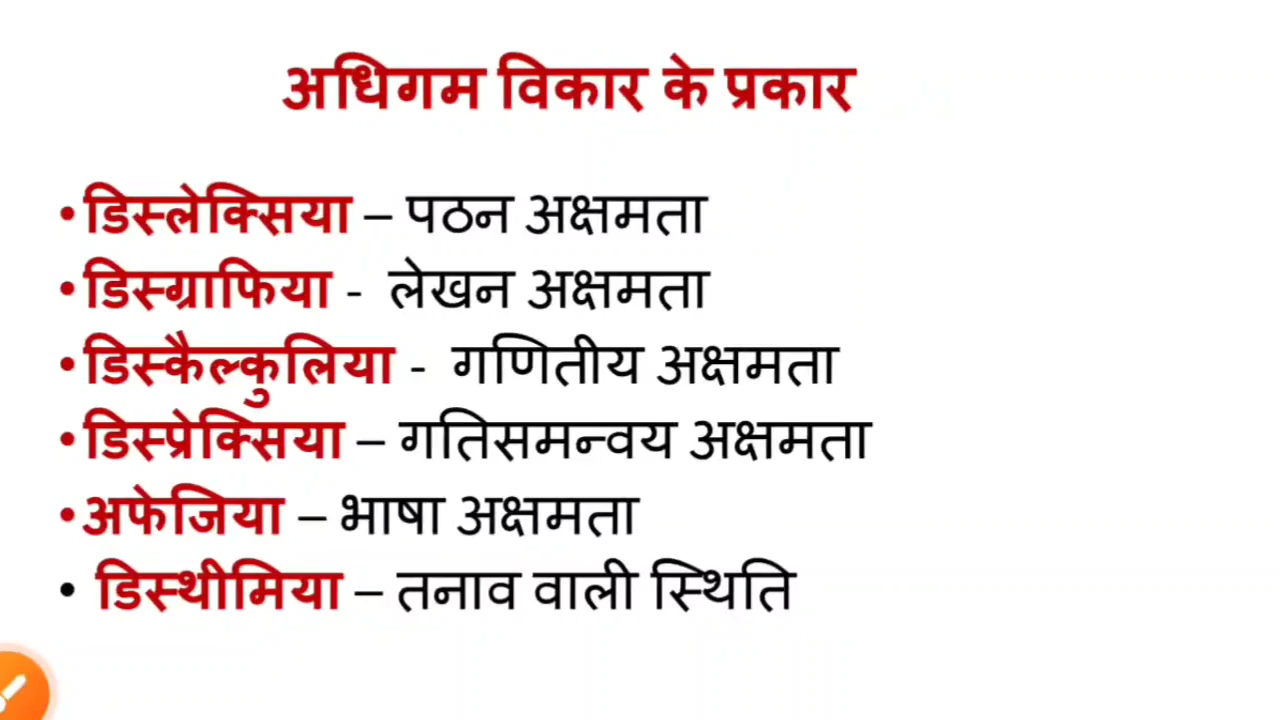 अधिगम विकार के प्रकार
• डिस्लेक्सिया – पठन अक्षमता
• डिस्ग्राफिया - लेखन अक्षमता
• डिस्कैल्कुलिया - गणितीय अक्षमता
• डिस्प्रेक्सिया – गतिसमन्वय अक्षमता
• अफेजिया – भाषा अक्षमता
• डिस्थीमिया – तनाव वाली स्थिति